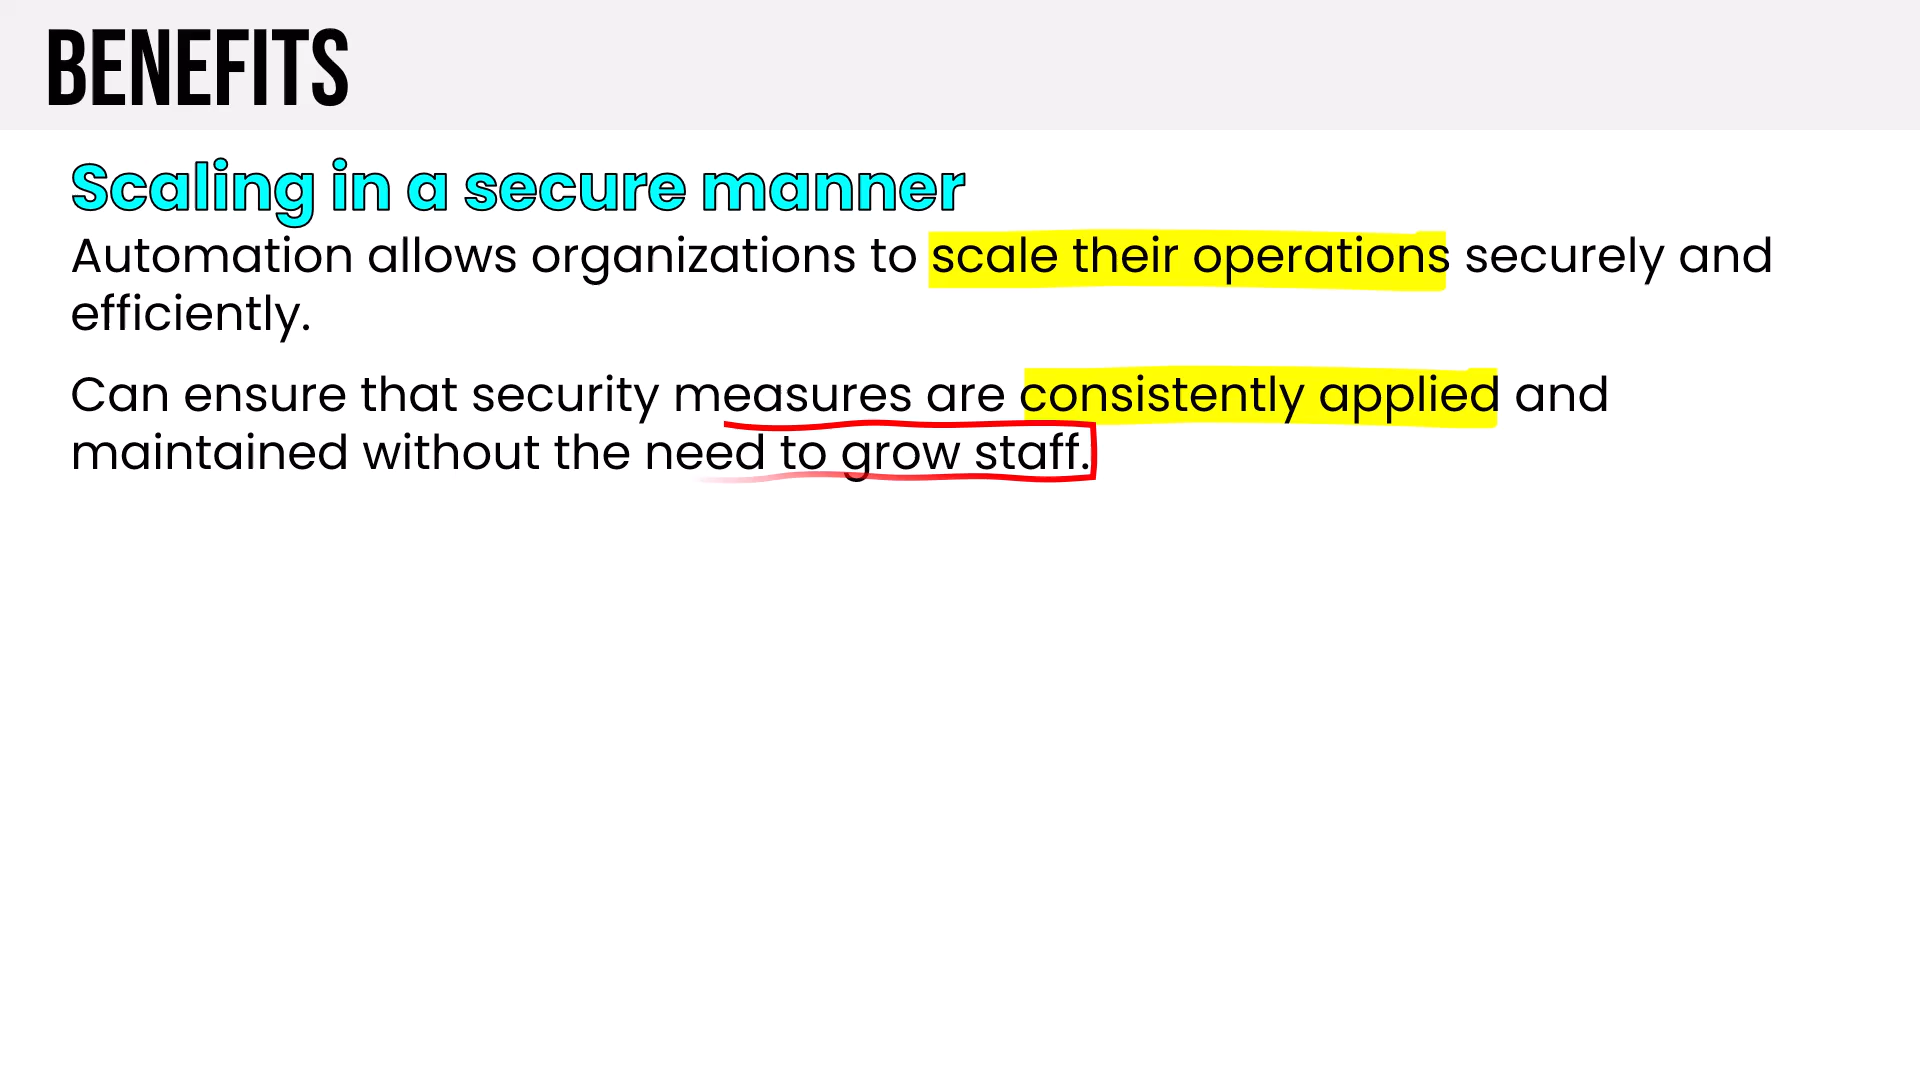 BENEFITS
Scaling in a secure manner
Automation allows organizations to scale their operations securely and
efficiently.
Can ensure that security measures are consistently applied and
maintained without the need to grow staff.